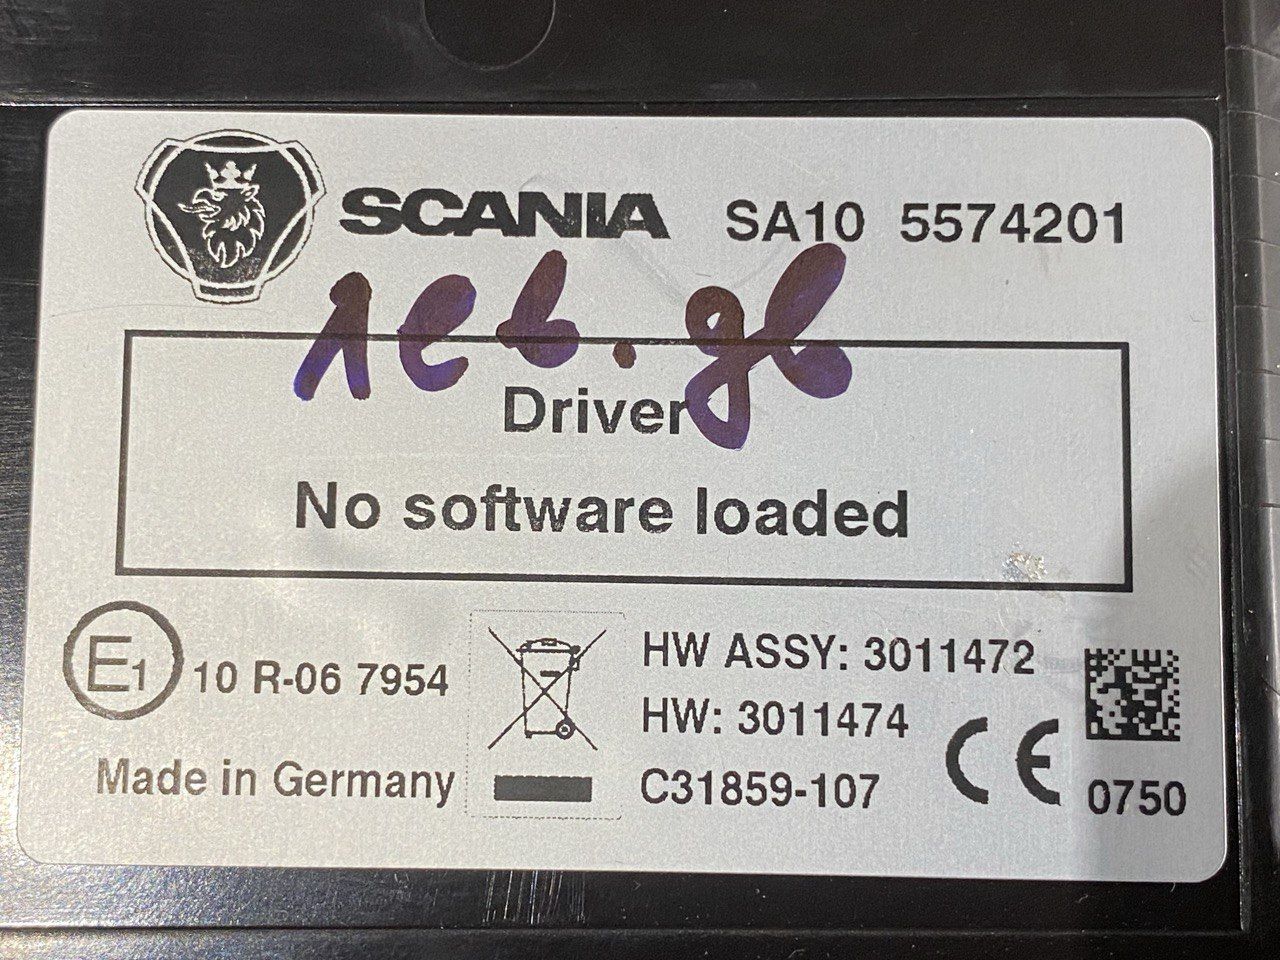 SCANIA SA10 5574201
Driver
No software loaded
E1 10 R-06 7954
HW ASSY: 3011472
HW: 3011474
Made in Germany
C31859-107
CE 0750